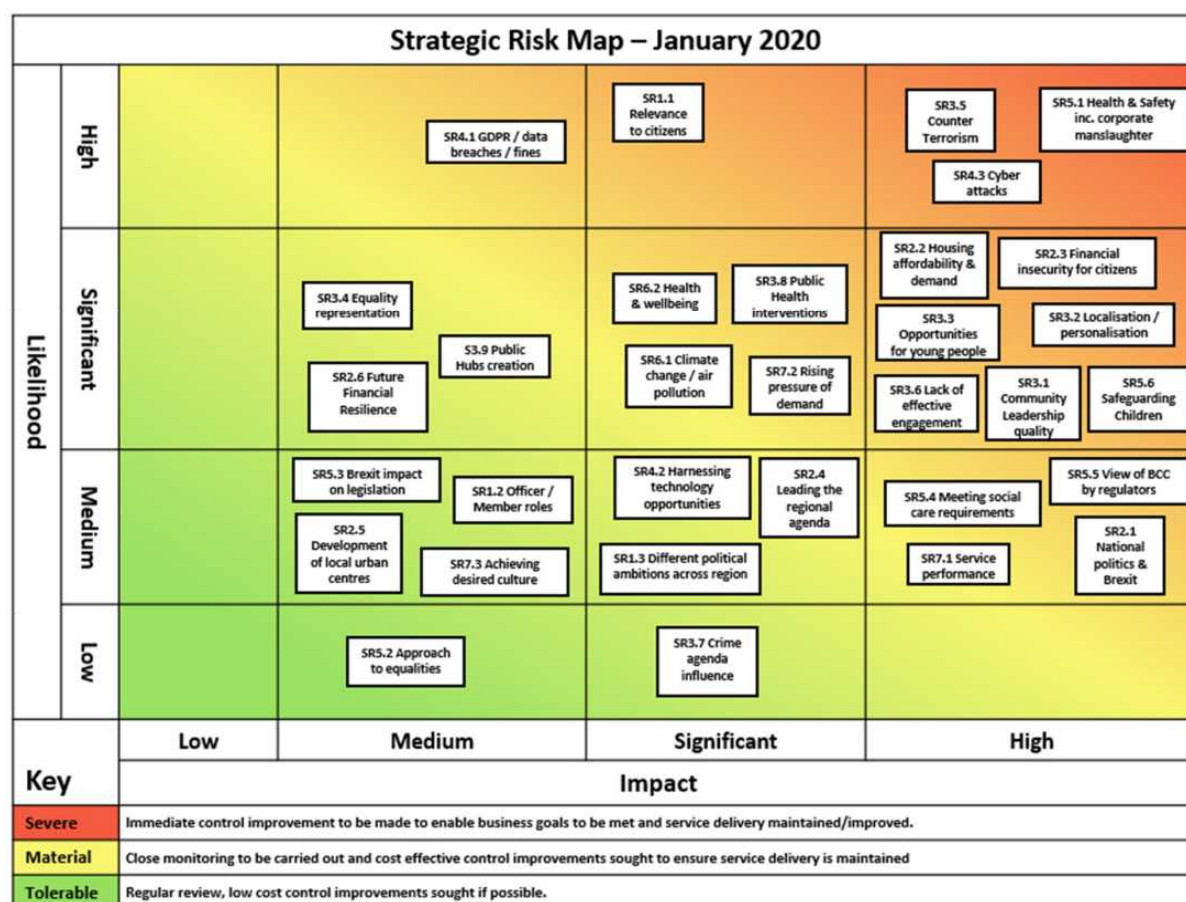 Strategic Risk Map – January 2020
Likelihood
High
SR4.1 GDPR / data
breaches / fines
SR1.1
Relevance
to citizens
SR3.5
Counter
Terrorism
SR5.1 Health & Safety
inc. corporate
manslaughter
SR4.3 Cyber
attacks
Significant
SR3.4 Equality
representation
S3.9 Public
Hubs creation
SR2.6 Future
Financial
Resilience
SR6.2 Health
& wellbeing
SR3.8 Public
Health
interventions
SR6.1 Climate
change / air
pollution
SR7.2 Rising
pressure of
demand
SR2.2 Housing
affordability &
demand
SR2.3 Financial
insecurity for citizens
SR3.3
Opportunities
for young people
SR3.2 Localisation /
personalisation
SR3.6 Lack of
effective
engagement
SR3.1
Community
Leadership
quality
SR5.6
Safeguarding
Children
Medium
SR5.3 Brexit impact
on legislation
SR1.2 Officer /
Member roles
SR2.5
Development
of local urban
centres
SR7.3 Achieving
desired culture
SR4.2 Harnessing
technology
opportunities
SR2.4
Leading the
regional
agenda
SR1.3 Different political
ambitions across region
SR5.4 Meeting social
care requirements
SR5.5 View of BCC
by regulators
SR7.1 Service
performance
SR2.1
National
politics &
Brexit
Low
SR5.2 Approach
to equalities
SR3.7 Crime
agenda
influence
Low
Medium
Significant
High
Key
Impact
Severe
Immediate control improvement to be made to enable business goals to be met and service delivery maintained/improved.
Material
Close monitoring to be carried out and cost effective control improvements sought to ensure service delivery is maintained
Tolerable
Regular review, low cost control improvements sought if possible.